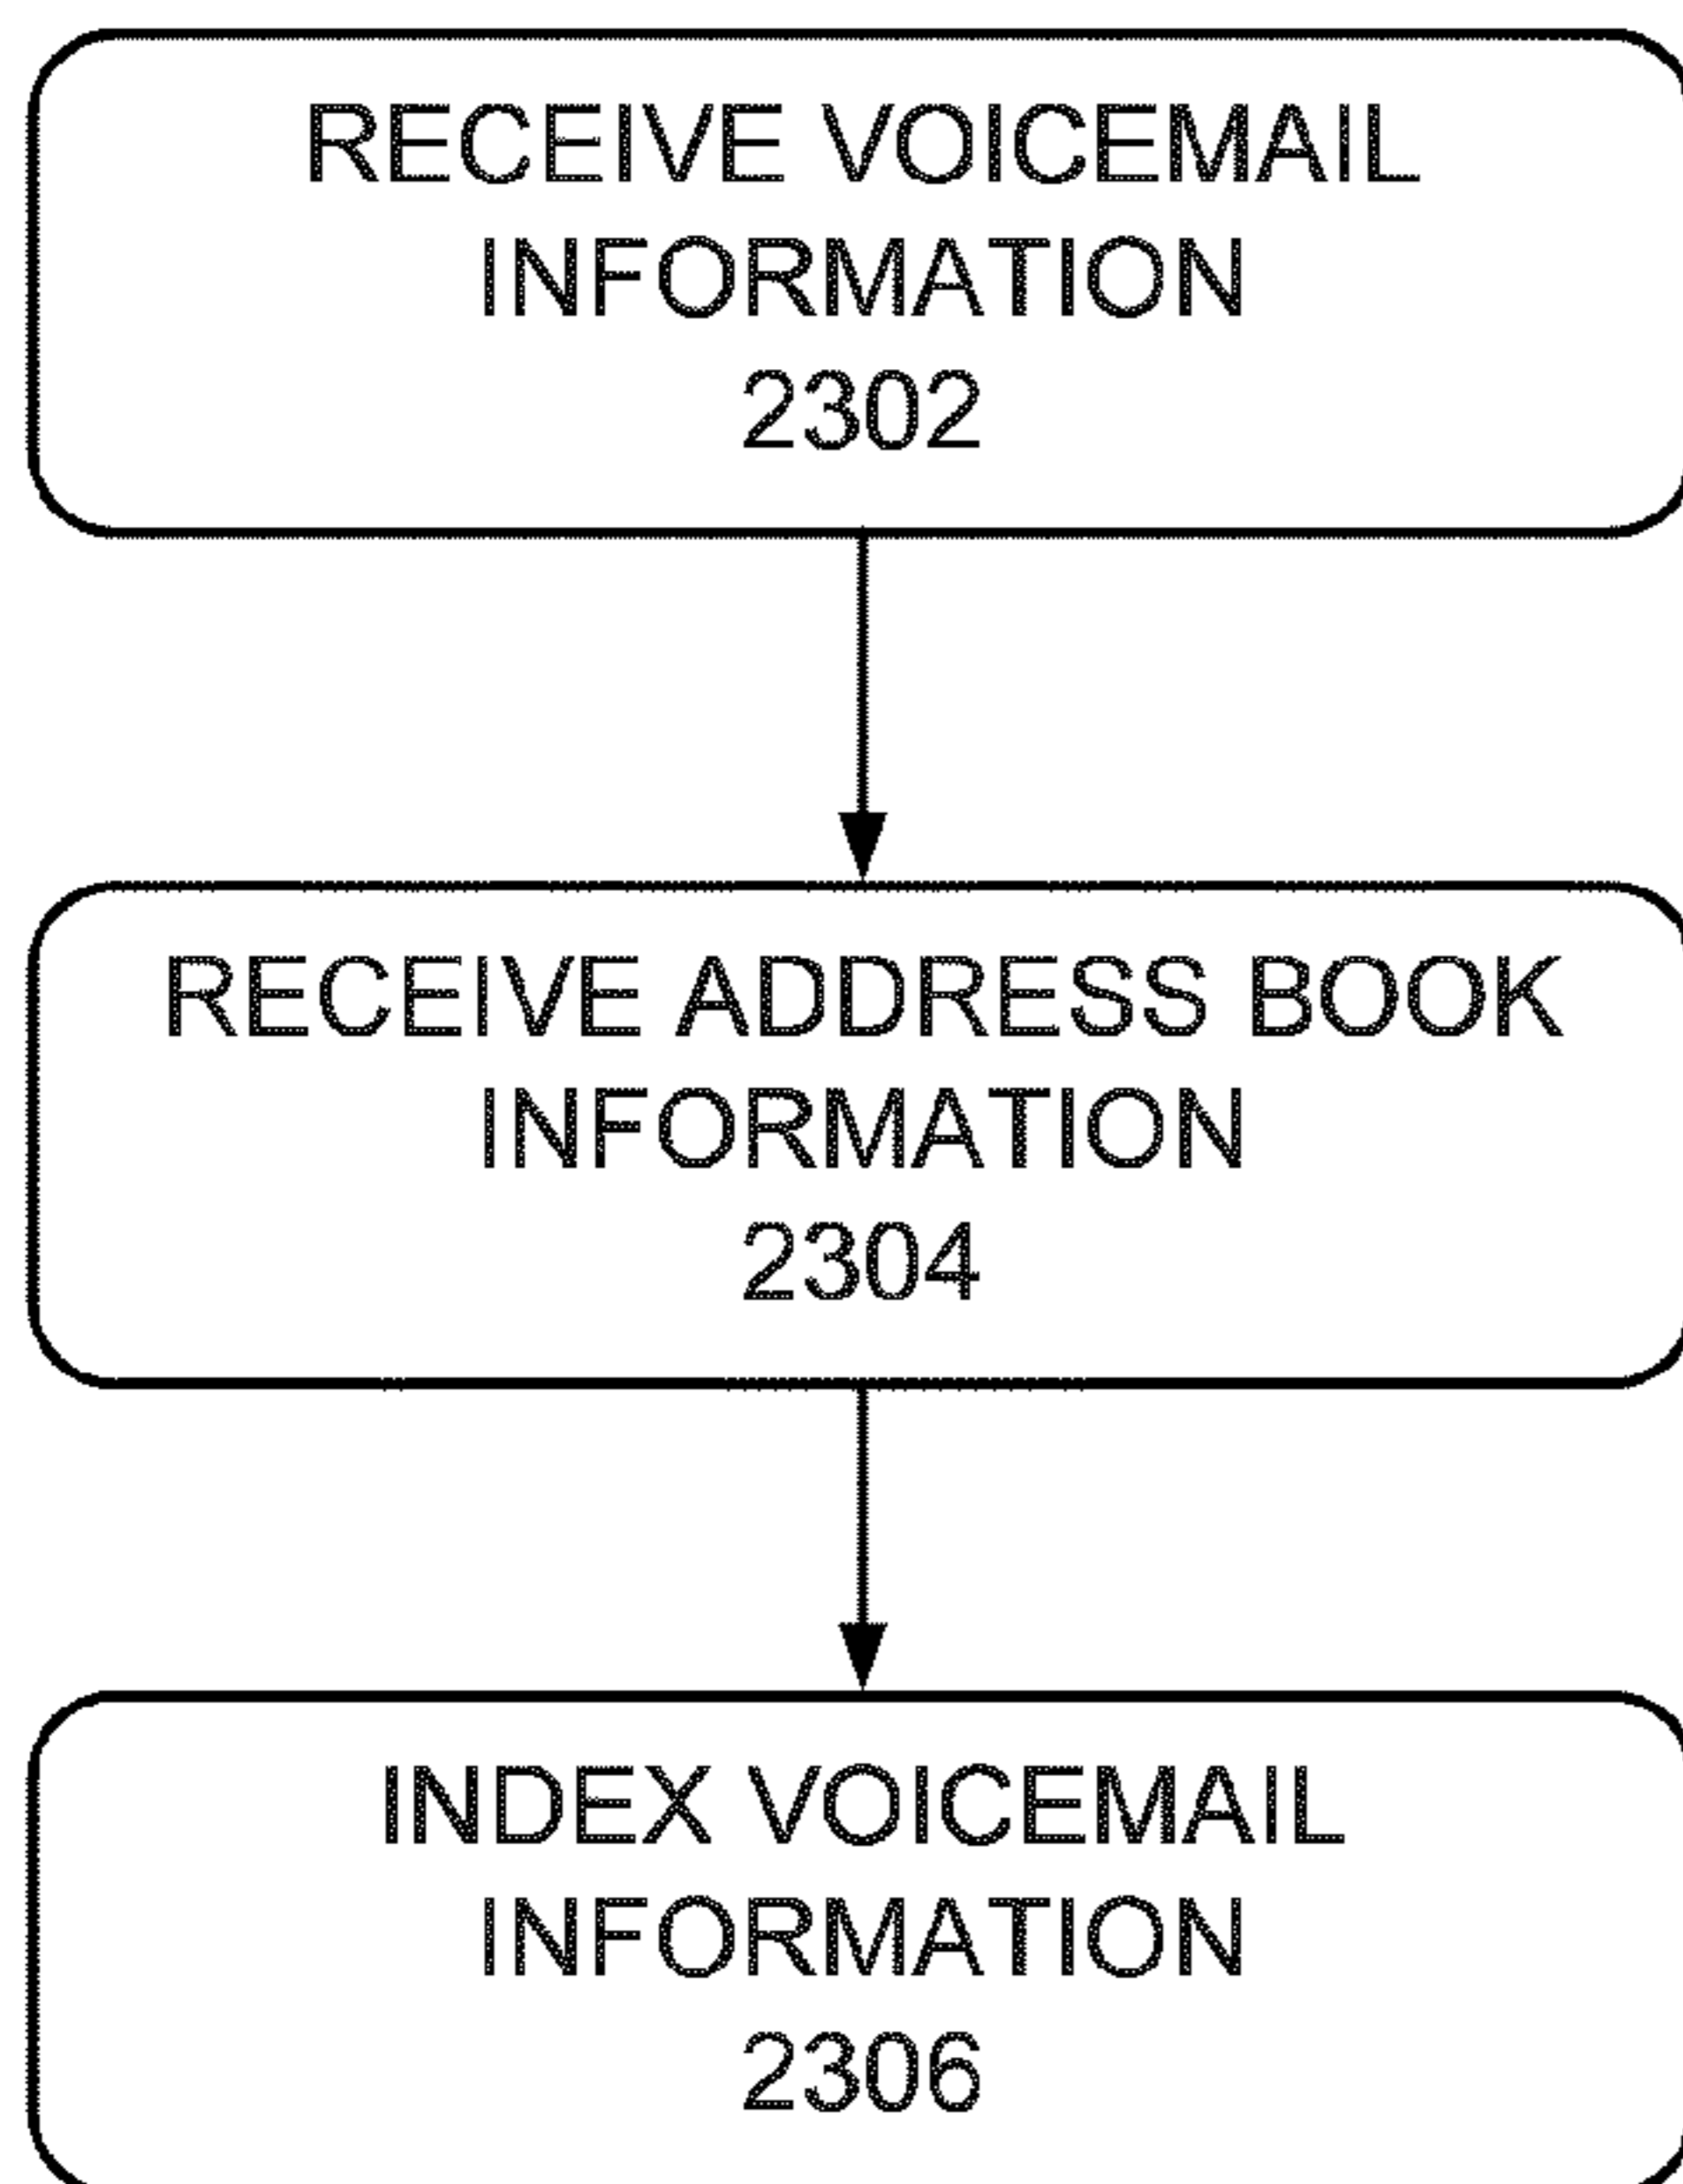 RECEIVE VOICEMAIL
INFORMATION
2302
RECEIVE ADDRESS BOOK
INFORMATION
2304
INDEX VOICEMAIL
INFORMATION
2306